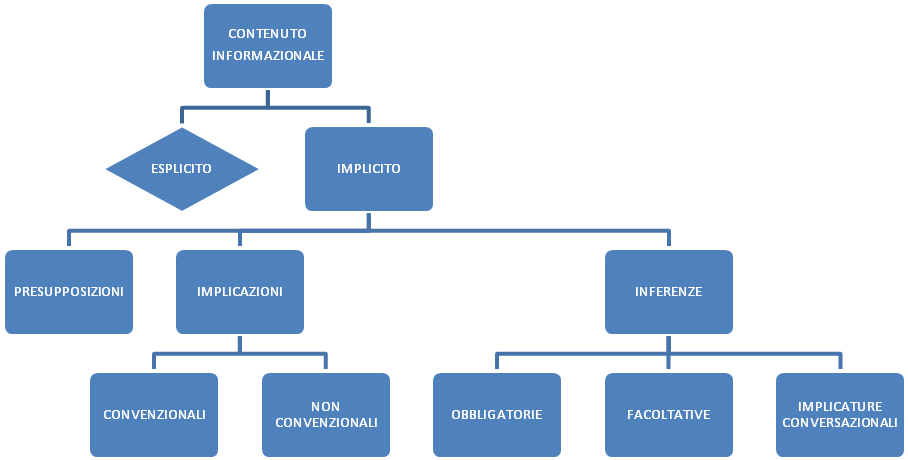 CONTENUTO
INFORMAZIONALE
ESPLICITO
IMPLICITO
PRESUPPOSIZIONI
IMPLICAZIONI
INFERENZE
CONVENZIONALI
NON
CONVENZIONALI
OBBLIGATORIE
FACOLTATIVE
IMPLICATURE
CONVERSAZIONALI